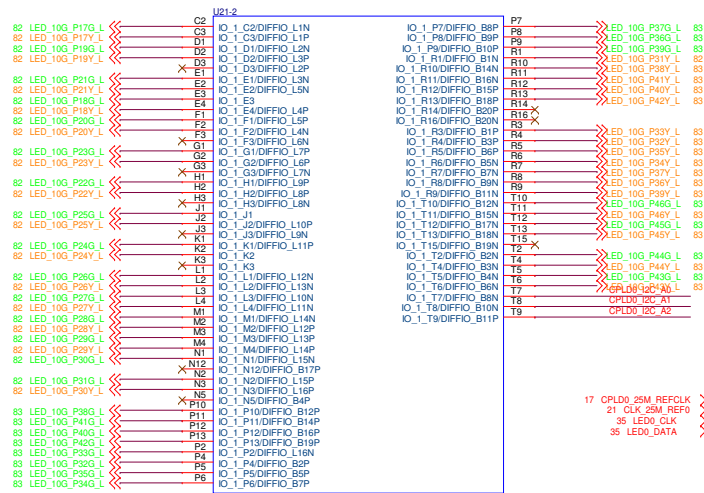 U21-2
82 LED_10G_P17G_L C2 IO_1_C2/DIFFIO_L1N
82 LED_10G_P17Y_L C3 IO_1_C3/DIFFIO_L1P
82 LED_10G_P19G_L D1 IO_1_D1/DIFFIO_L2N
82 LED_10G_P19Y_L D2 IO_1_D2/DIFFIO_L3P
D3 IO_1_D3/DIFFIO_L2P
82 LED_10G_P21G_L E1 IO_1_E1/DIFFIO_L3N
82 LED_10G_P21Y_L E2 IO_1_E2/DIFFIO_L5N
82 LED_10G_P18G_L E3 IO_1_E3
82 LED_10G_P18Y_L E4 IO_1_E4/DIFFIO_L4P
82 LED_10G_P20G_L F1 IO_1_F1/DIFFIO_L5P
82 LED_10G_P20Y_L F2 IO_1_F2/DIFFIO_L4N
F3 IO_1_F3/DIFFIO_L6N
82 LED_10G_P23G_L G1 IO_1_G1/DIFFIO_L7P
82 LED_10G_P23Y_L G2 IO_1_G2/DIFFIO_L6P
G3 IO_1_G3/DIFFIO_L7N
82 LED_10G_P22G_L H1 IO_1_H1/DIFFIO_L9P
82 LED_10G_P22Y_L H2 IO_1_H2/DIFFIO_L8P
H3 IO_1_H3/DIFFIO_L8N
82 LED_10G_P25G_L J1 IO_1_J1
82 LED_10G_P25Y_L J2 IO_1_J2/DIFFIO_L10P
J3 IO_1_J3/DIFFIO_L9N
82 LED_10G_P24G_L K1 IO_1_K1/DIFFIO_L11P
82 LED_10G_P24Y_L K2 IO_1_K2
K3 IO_1_K3
82 LED_10G_P26G_L L1 IO_1_L1/DIFFIO_L12N
82 LED_10G_P26Y_L L2 IO_1_L2/DIFFIO_L13N
82 LED_10G_P27G_L L3 IO_1_L3/DIFFIO_L10N
82 LED_10G_P27Y_L L4 IO_1_L4/DIFFIO_L11N
82 LED_10G_P28G_L M1 IO_1_M1/DIFFIO_L14N
82 LED_10G_P28Y_L M2 IO_1_M2/DIFFIO_L12P
82 LED_10G_P29G_L M3 IO_1_M3/DIFFIO_L13P
82 LED_10G_P29Y_L M4 IO_1_M4/DIFFIO_L14P
82 LED_10G_P30G_L N1 IO_1_N1/DIFFIO_L15N
N12 IO_1_N12/DIFFIO_B17P
82 LED_10G_P31G_L N2 IO_1_N2/DIFFIO_L15P
82 LED_10G_P30Y_L N3 IO_1_N3/DIFFIO_L16P
N5 IO_1_N5/DIFFIO_B4P
83 LED_10G_P38G_L P10 IO_1_P10/DIFFIO_B12P
83 LED_10G_P41G_L P11 IO_1_P11/DIFFIO_B14P
83 LED_10G_P40G_L P12 IO_1_P12/DIFFIO_B16P
83 LED_10G_P42G_L P13 IO_1_P13/DIFFIO_B19P
83 LED_10G_P33G_L P2 IO_1_P2/DIFFIO_L16N
83 LED_10G_P32G_L P4 IO_1_P4/DIFFIO_B2P
83 LED_10G_P35G_L P5 IO_1_P5/DIFFIO_B5P
83 LED_10G_P34G_L P6 IO_1_P6/DIFFIO_B7P
IO_1_P7/DIFFIO_B8P P7 LED_10G_P37G_L 83
IO_1_P8/DIFFIO_B9P P8 LED_10G_P36G_L 83
IO_1_P9/DIFFIO_B10P P9 LED_10G_P39G_L 83
IO_1_R1/DIFFIO_B1N R1 LED_10G_P31Y_L 82
IO_1_R10/DIFFIO_B14N R10 LED_10G_P38Y_L 83
IO_1_R11/DIFFIO_B16N R11 LED_10G_P41Y_L 83
IO_1_R12/DIFFIO_B15P R12 LED_10G_P40Y_L 83
IO_1_R13/DIFFIO_B18P R13 LED_10G_P42Y_L 83
IO_1_R14/DIFFIO_B20P R14
IO_1_R16/DIFFIO_B20N R16
IO_1_R3/DIFFIO_B1P R3 LED_10G_P33Y_L 83
IO_1_R4/DIFFIO_B3P R4 LED_10G_P32Y_L 83
IO_1_R5/DIFFIO_B6P R5 LED_10G_P35Y_L 83
IO_1_R6/DIFFIO_B5N R6 LED_10G_P34Y_L 83
IO_1_R7/DIFFIO_B7N R7 LED_10G_P37Y_L 83
IO_1_R8/DIFFIO_B9N R8 LED_10G_P36Y_L 83
IO_1_R9/DIFFIO_B11N R9 LED_10G_P39Y_L 83
IO_1_T10/DIFFIO_B12N T10 LED_10G_P46G_L 83
IO_1_T11/DIFFIO_B15N T11 LED_10G_P46Y_L 83
IO_1_T12/DIFFIO_B17N T12 LED_10G_P45G_L 83
IO_1_T13/DIFFIO_B18N T13 LED_10G_P45Y_L 83
IO_1_T15/DIFFIO_B19N T15
IO_1_T2/DIFFIO_B2N T2 LED_10G_P44G_L 83
IO_1_T4/DIFFIO_B3N T4 LED_10G_P44Y_L 83
IO_1_T5/DIFFIO_B4N T5 LED_10G_P43G_L 83
IO_1_T6/DIFFIO_B6N T6 LED_10G_P43Y_L 83
IO_1_T7/DIFFIO_B8N T7 CPLD0_I2C_A0
IO_1_T8/DIFFIO_B10N T8 CPLD0_I2C_A1
IO_1_T9/DIFFIO_B11P T9 CPLD0_I2C_A2
17 CPLD0_25M_REFCLK
21 CLK_25M_REF0
35 LED0_CLK
35 LED0_DATA